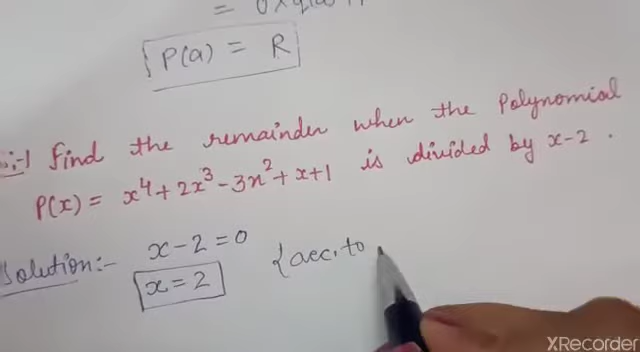 =
P(a) = R
Find the remainder when the Polynomial
P(x) = x⁴ + 2x³ - 3x² + x + 1 is divided by x-2 .
Solution:- x - 2 = 0 {acc. to
x = 2
XRecorder